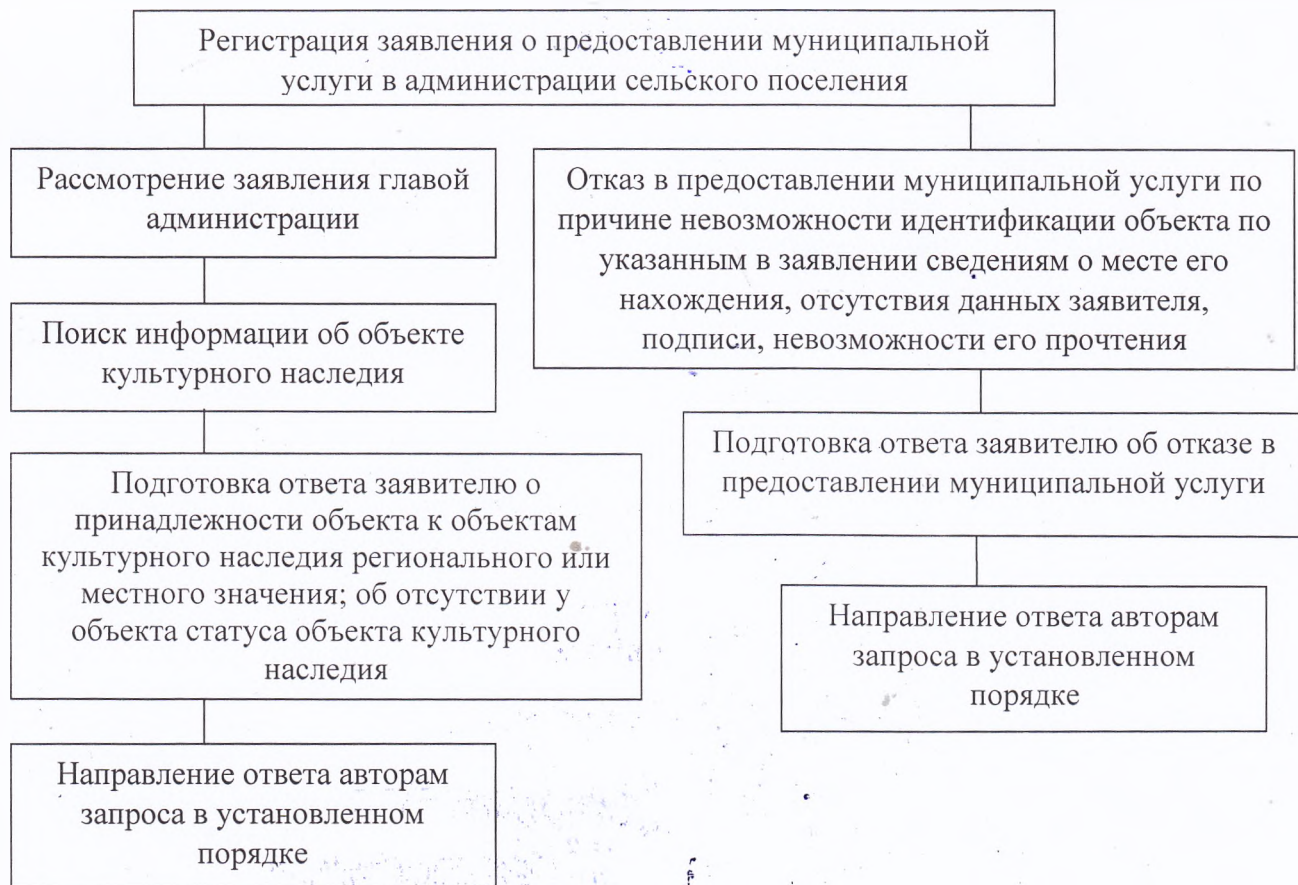 Регистрация заявления о предоставлении муниципальной
услуги в администрации сельского поселения
Рассмотрение заявления главой
администрации
Поиск информации об объекте
культурного наследия
Подготовка ответа заявителю о
принадлежности объекта к объектам
культурного наследия регионального или
местного значения; об отсутствии у
объекта статуса объекта культурного
наследия
Направление ответа авторам
запроса в установленном
порядке
Отказ в предоставлении муниципальной услуги по
причине невозможности идентификации объекта по
указанным в заявлении сведениям о месте его
нахождения, отсутствия данных заявителя,
подписи, невозможности его прочтения
Подготовка ответа заявителю об отказе в
предоставлении муниципальной услуги
Направление ответа авторам
запроса в установленном
порядке